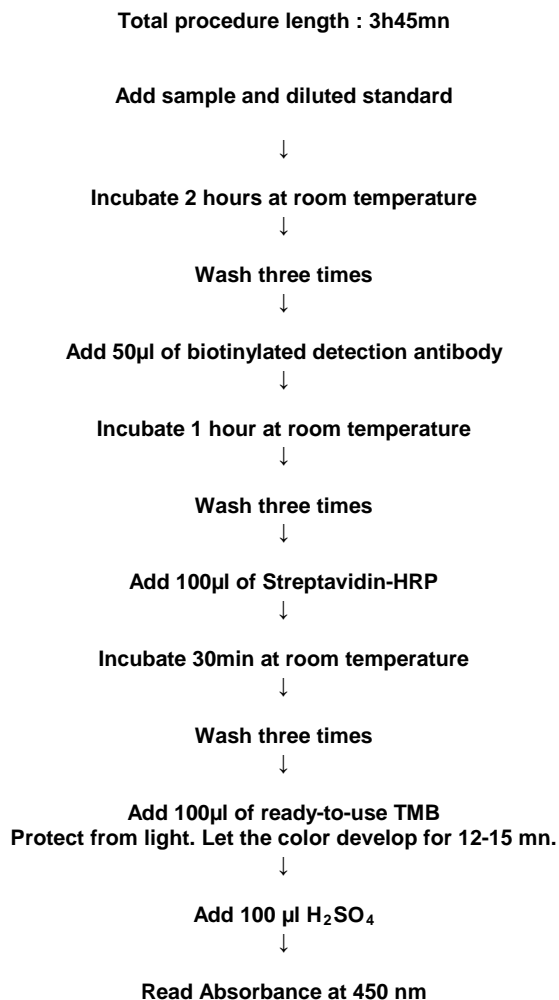 Total procedure length : 3h45mn
Add sample and diluted standard
↓
Incubate 2 hours at room temperature
↓
Wash three times
↓
Add 50µl of biotinylated detection antibody
↓
Incubate 1 hour at room temperature
↓
Wash three times
↓
Add 100µl of Streptavidin-HRP
↓
Incubate 30min at room temperature
↓
Wash three times
↓
Add 100µl of ready-to-use TMB
Protect from light. Let the color develop for 12-15 mn.
↓
Add 100 µl H₂SO₄
↓
Read Absorbance at 450 nm